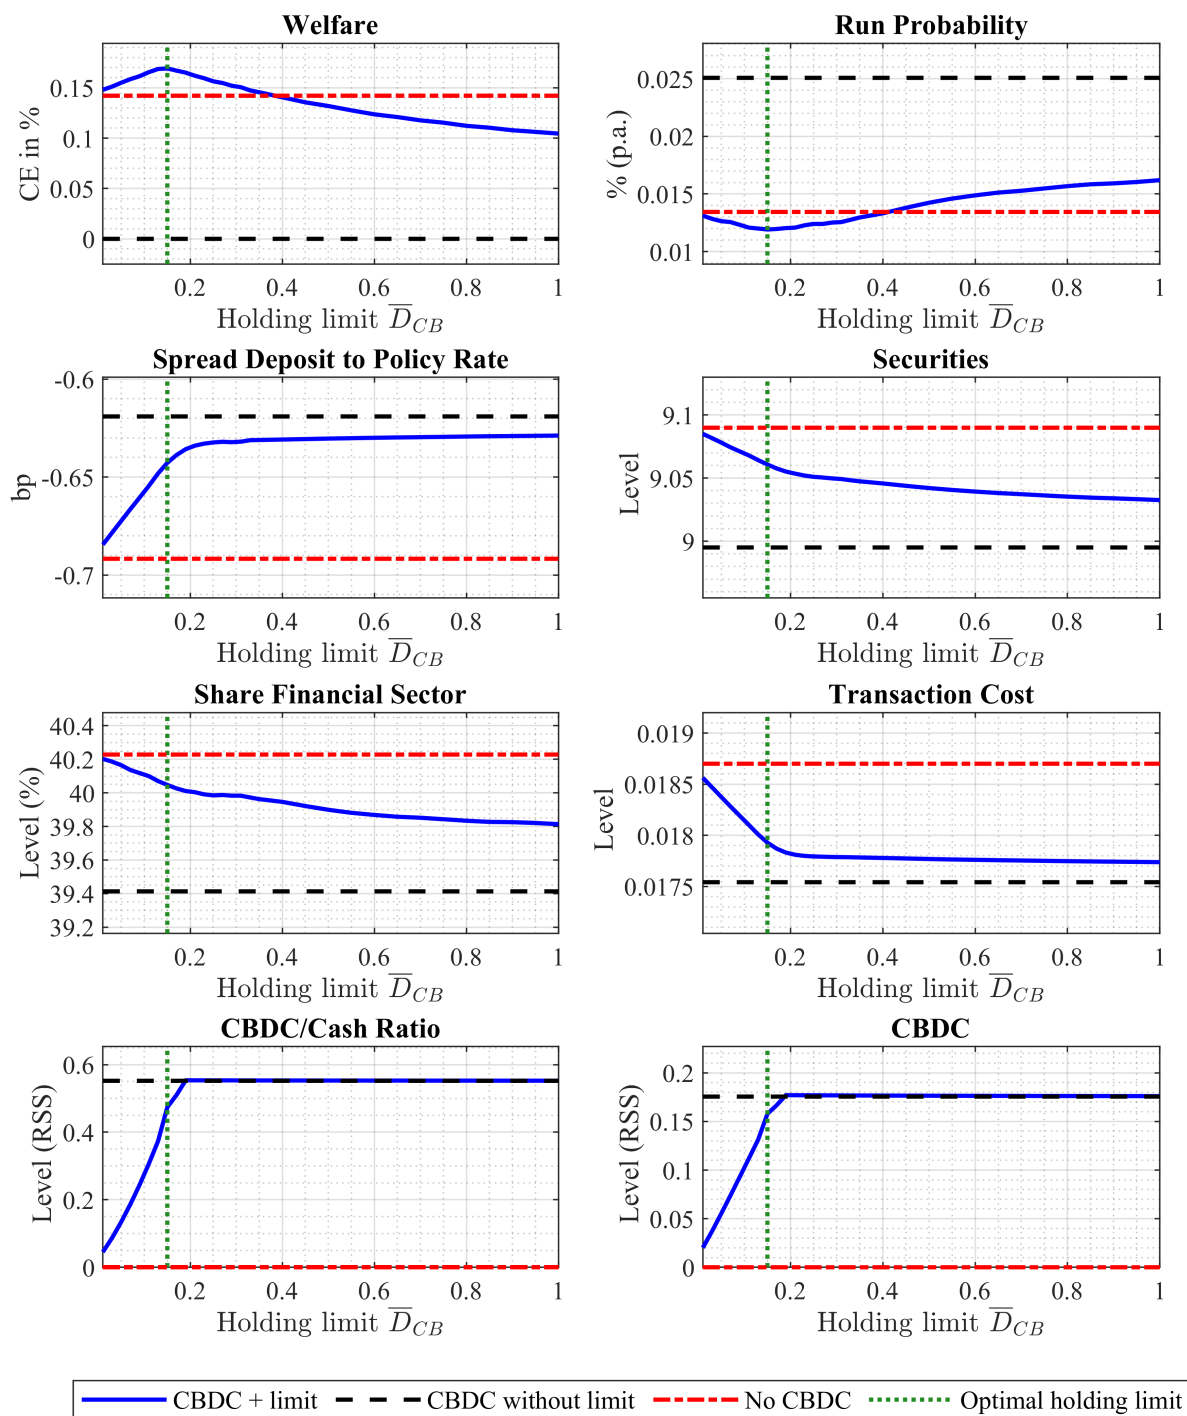 Welfare
CE in %
0.15
0.1
0.05
0
0.2 0.4 0.6 0.8 1
Holding limit D̅_CB
Run Probability
% (p.a.)
0.025
0.02
0.015
0.01
0.2 0.4 0.6 0.8 1
Holding limit D̅_CB
Spread Deposit to Policy Rate
bp
-0.6
-0.65
-0.7
0.2 0.4 0.6 0.8 1
Holding limit D̅_CB
Securities
Level
9.1
9.05
9
0.2 0.4 0.6 0.8 1
Holding limit D̅_CB
Share Financial Sector
Level (%)
40.4
40.2
40
39.8
39.6
39.4
39.2
0.2 0.4 0.6 0.8 1
Holding limit D̅_CB
Transaction Cost
Level
0.019
0.0185
0.018
0.0175
0.2 0.4 0.6 0.8 1
Holding limit D̅_CB
CBDC/Cash Ratio
Level (RSS)
0.6
0.4
0.2
0
0.2 0.4 0.6 0.8 1
Holding limit D̅_CB
CBDC
Level (RSS)
0.2
0.15
0.1
0.05
0
0.2 0.4 0.6 0.8 1
Holding limit D̅_CB
CBDC + limit CBDC without limit No CBDC Optimal holding limit